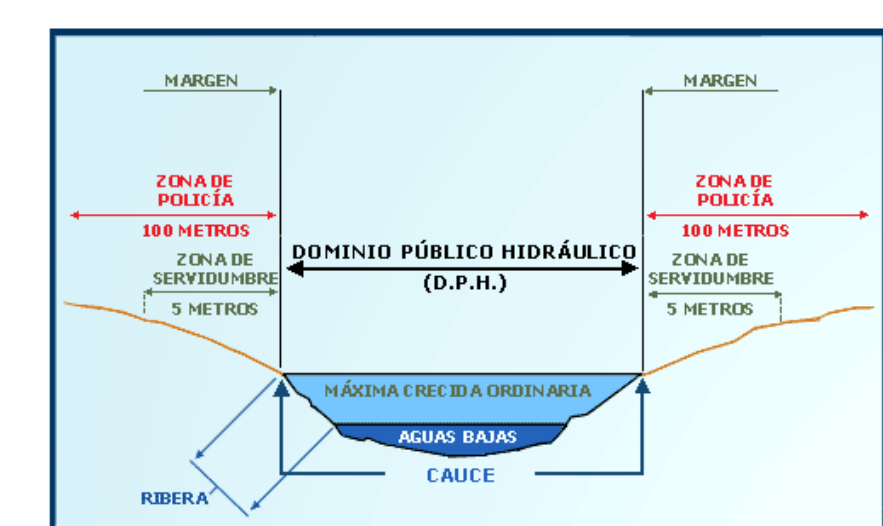 MARGEN
MARGEN
ZONA DE
POLICÍA
100 METROS
ZONA DE
POLICÍA
100 METROS
ZONA DE
SERVIDUMBRE
5 METROS
DOMINIO PÚBLICO HIDRÁULICO
(D.P.H.)
ZONA DE
SERVIDUMBRE
5 METROS
MÁXIMA CRECIDA ORDINARIA
AGUAS BAJAS
CAUCE
RIBERA